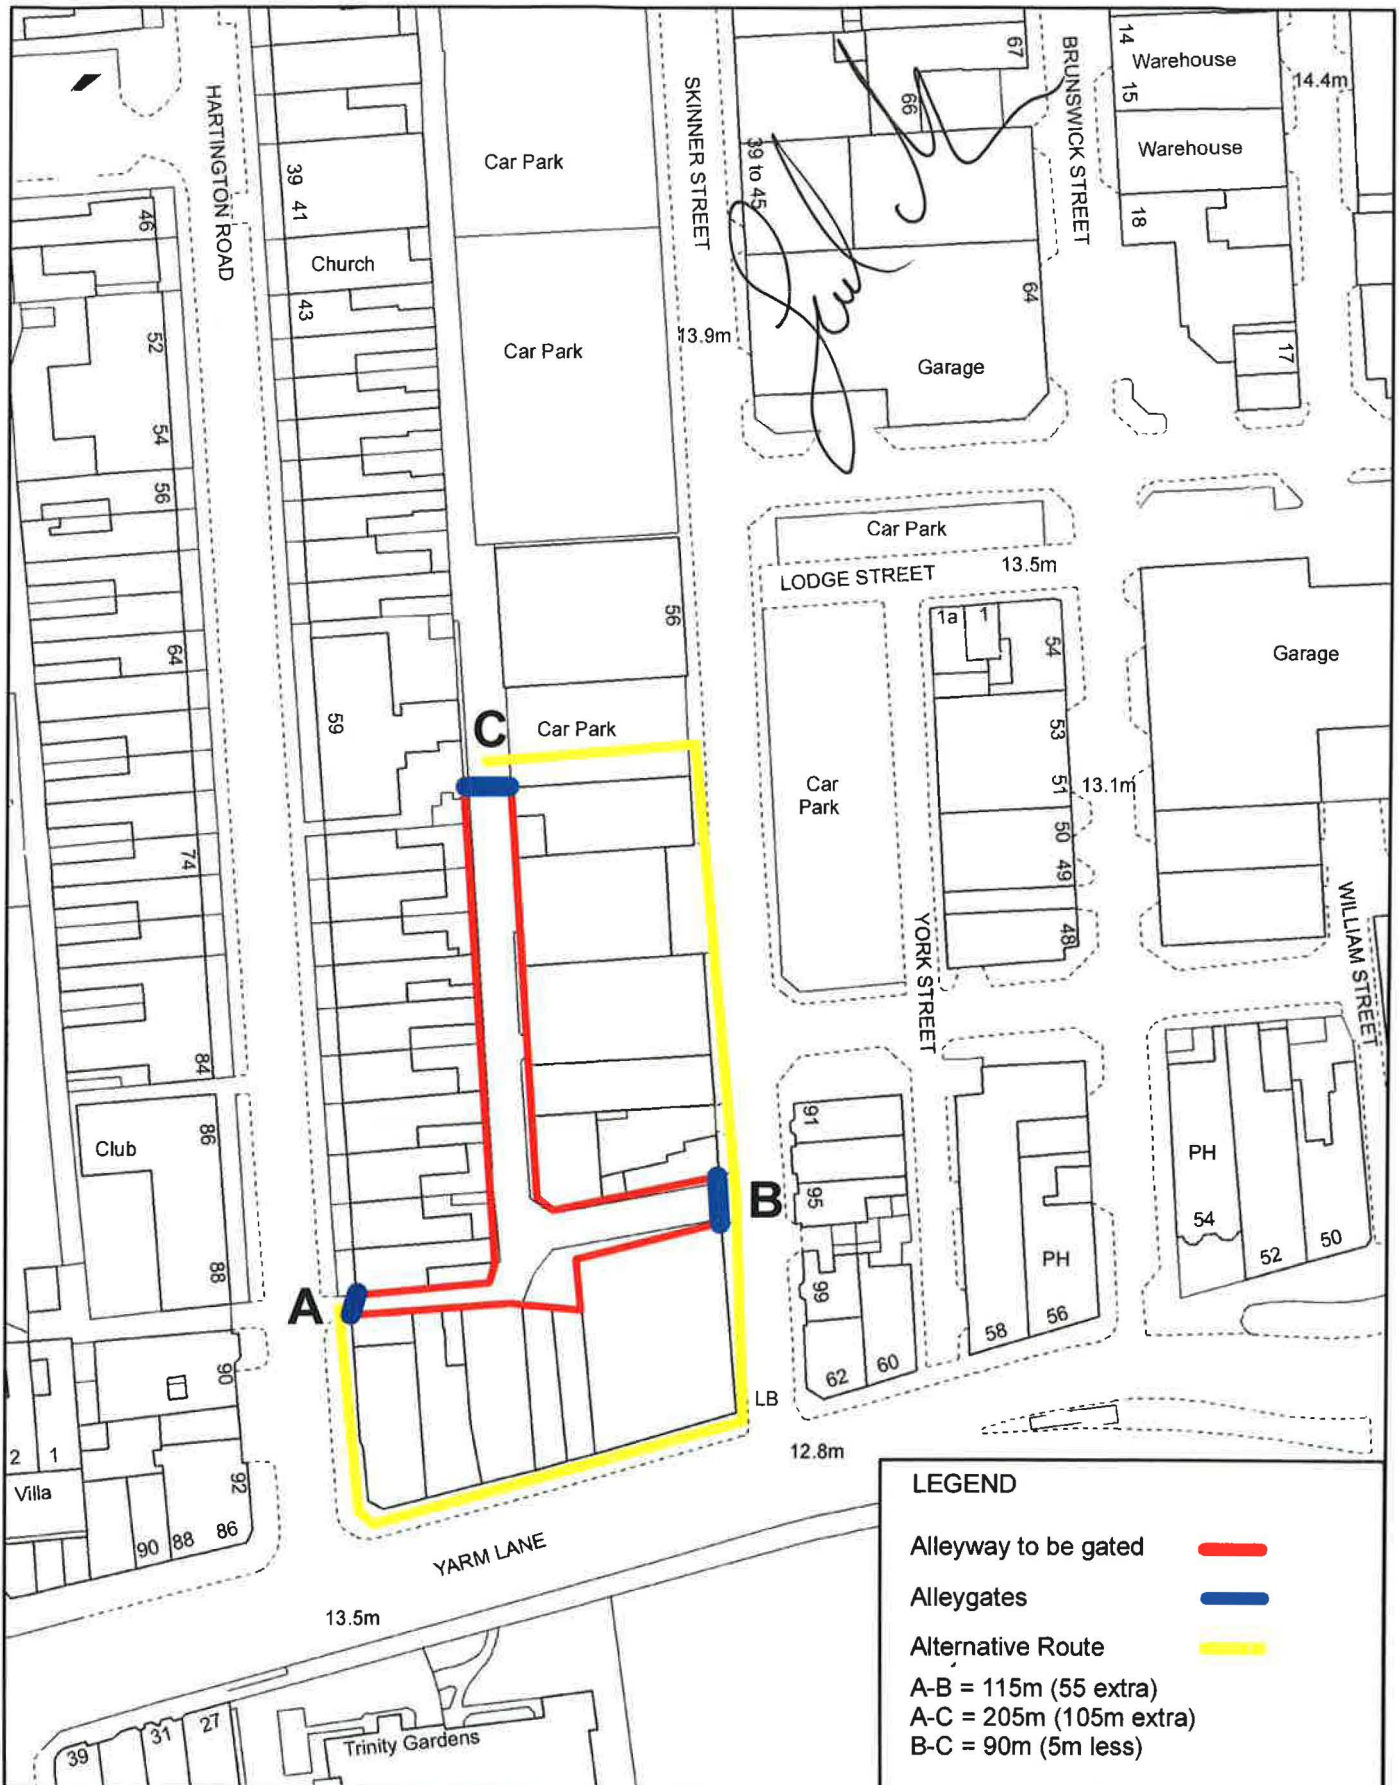 HARTINGTON ROAD
SKINNER STREET
BRUNSWICK STREET
67
66
14
Warehouse
15
14.4m
Warehouse
18
39
41
Car Park
39 to 45
46
Church
43
64
52
Car Park
13.9m
Garage
17
54
56
Car Park
LODGE STREET
13.5m
56
1a
1
54
64
Garage
59
C
Car Park
53
51
13.1m
Car
Park
50
49
74
48
YORK STREET
WILLIAM STREET
84
86
Club
91
PH
95
B
54
50
52
88
A
99
PH
56
58
62
60
90
LB
2
1
12.8m
Villa
92
90
88
86
YARM LANE
13.5m
39
31
27
Trinity Gardens
LEGEND
Alleyway to be gated
Alleygates
Alternative Route
A-B = 115m (55 extra)
A-C = 205m (105m extra)
B-C = 90m (5m less)